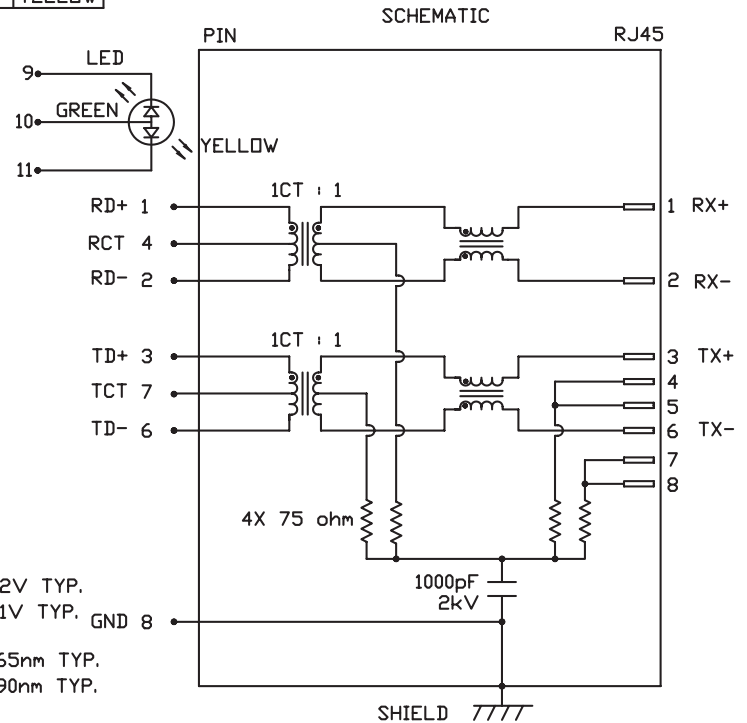 YELLOW
SCHEMATIC
PIN
RJ45
LED
9
GREEN
10
YELLOW
11
1CT : 1
RD+ 1
1 RX+
RCT 4
RD- 2
2 RX-
1CT : 1
TD+ 3
3 TX+
4
TCT 7
5
TD- 6
6 TX-
7
8
4X 75 ohm
2V TYP.
1000pF
1V TYP.
2kV
GND 8
65nm TYP.
90nm TYP.
SHIELD